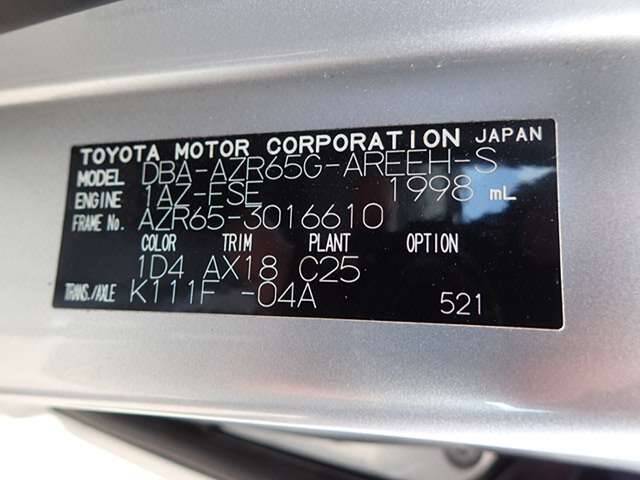 TOYOTA MOTOR CORPORATION JAPAN
MODEL DBA-AZR65G-AREEH-S
ENGINE 1AZ-FSE 1998 mL
FRAME No. AZR65-3016610
COLOR TRIM PLANT OPTION
1D4 AX18 C25
TRANS./AXLE K111F -04A 521